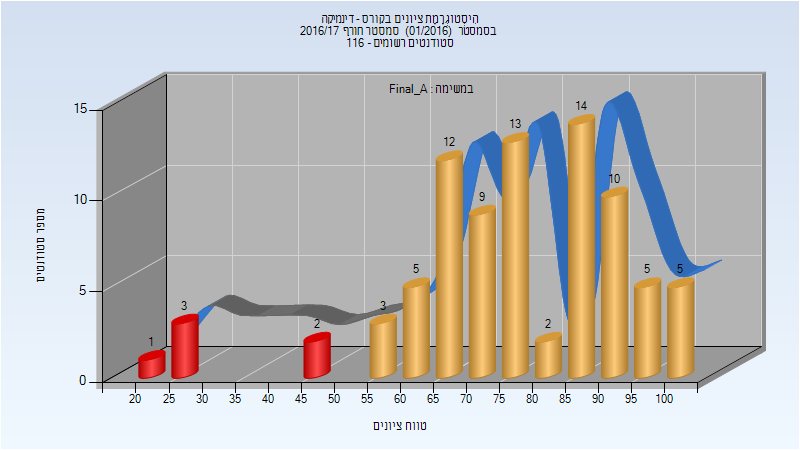 היסטוגרמת ציונים בקורס - דינמיקה
בסמסטר (01/2016) סמסטר חורף 2016/17
סטודנטים רשומים - 116
במשימה : Final_A
מספר סטודנטים
15
10
5
0
1
3
2
3
5
12
9
13
2
14
10
5
5
20 25 30 35 40 45 50 55 60 65 70 75 80 85 90 95 100
טווח ציונים